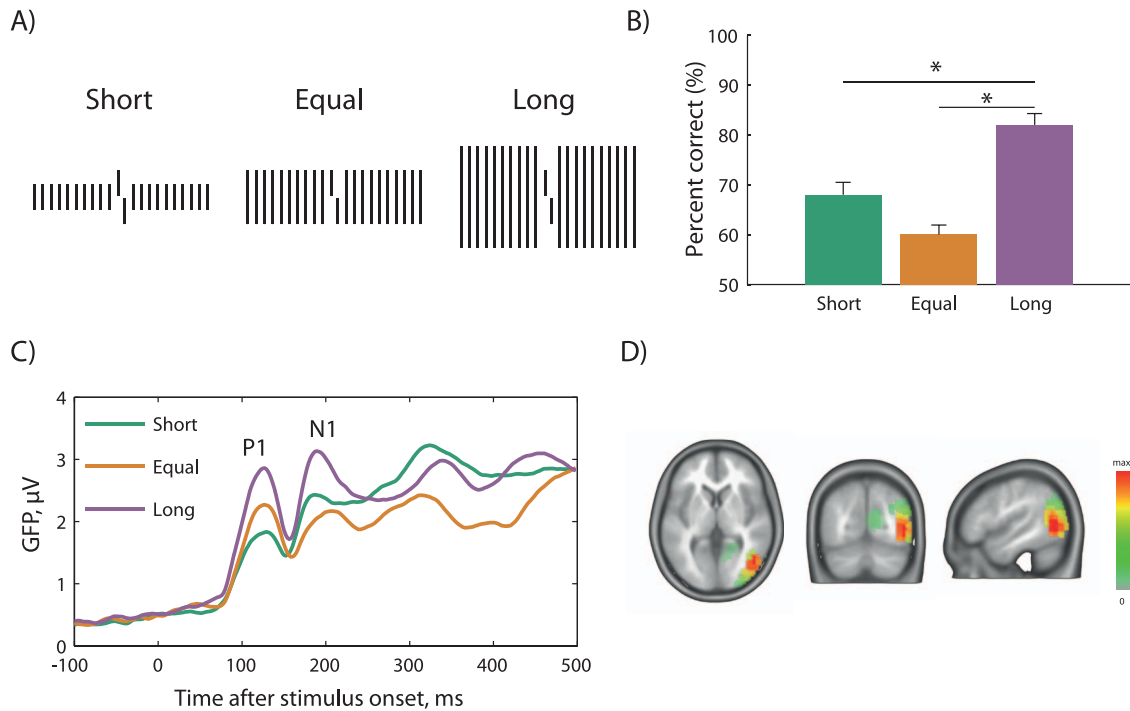 A)
Short Equal Long
B)
Percent correct (%)
100
90
80
70
60
50
*
*
Short Equal Long
C)
GFP, µV
4
3
2
1
0
Short
Equal
Long
P1
N1
-100 0 100 200 300 400 500
Time after stimulus onset, ms
D)
max
0